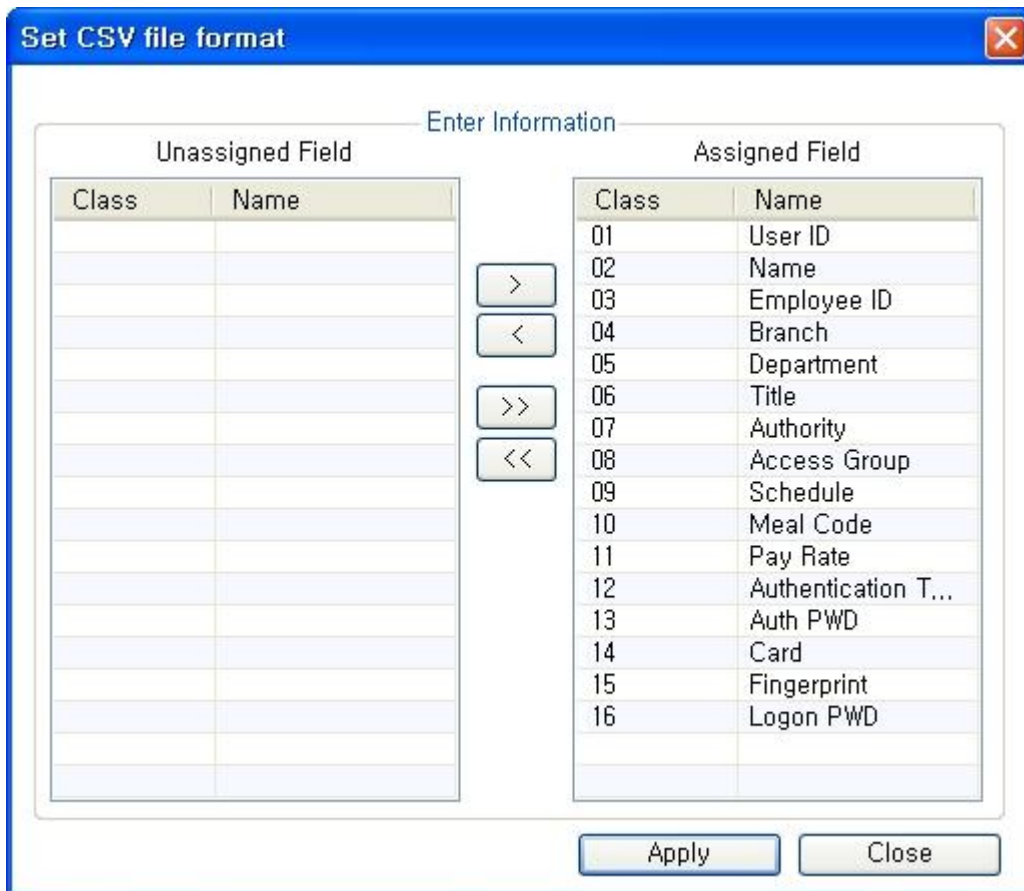 Set CSV file format
Enter Information
Unassigned Field
Class Name
>
<
>>
<<
Assigned Field
Class Name
01 User ID
02 Name
03 Employee ID
04 Branch
05 Department
06 Title
07 Authority
08 Access Group
09 Schedule
10 Meal Code
11 Pay Rate
12 Authentication T...
13 Auth PWD
14 Card
15 Fingerprint
16 Logon PWD
Apply Close